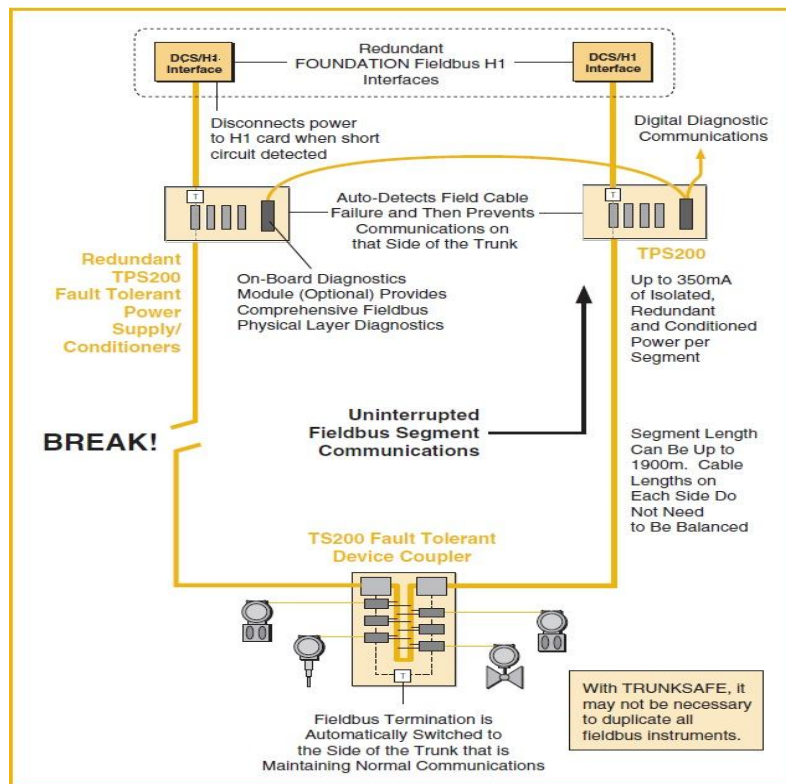 DCS/H1
Interface
Redundant
FOUNDATION Fieldbus H1
Interfaces
DCS/H1
Interface
Disconnects power
to H1 card when short
circuit detected
Digital Diagnostic
Communications
T
T
Auto-Detects Field Cable
Failure and Then Prevents
Communications on
that Side of the Trunk
Redundant
TPS200
Fault Tolerant
Power
Supply/
Conditioners
On-Board Diagnostics
Module (Optional) Provides
Comprehensive Fieldbus
Physical Layer Diagnostics
TPS200
Up to 350mA
of Isolated,
Redundant
and Conditioned
Power per
Segment
BREAK!
Uninterrupted
Fieldbus Segment
Communications
Segment Length
Can Be Up to
1900m. Cable
Lengths on
Each Side Do
Not Need
to Be Balanced
TS200 Fault Tolerant
Device Coupler
T
Fieldbus Termination is
Automatically Switched to
the Side of the Trunk that is
Maintaining Normal Communications
With TRUNKSAFE, it
may not be necessary
to duplicate all
fieldbus instruments.